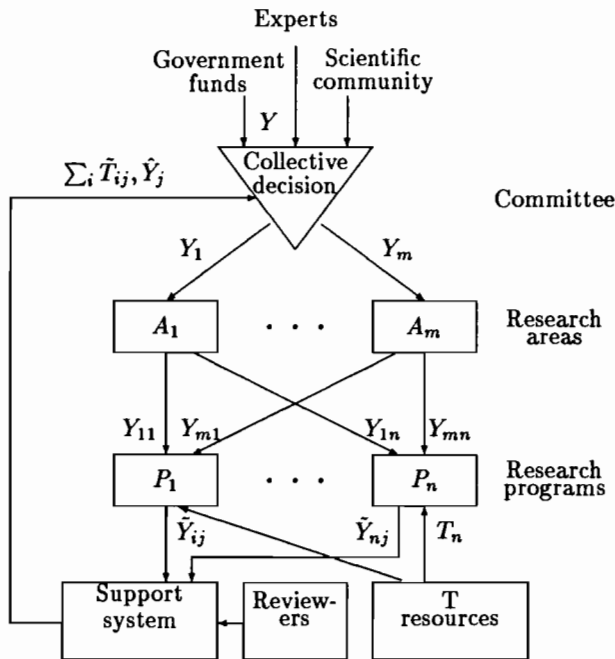 Experts
Government
funds
Scientific
community
Y
Collective
decision
∑ᵢ T̃ᵢⱼ, Ŷⱼ
Committee
Y₁
Yₘ
A₁
· · ·
Aₘ
Research
areas
Y₁₁
Yₘ₁
Y₁ₙ
Yₘₙ
P₁
· · ·
Pₙ
Research
programs
Ỹᵢⱼ
Ỹₙⱼ
Tₙ
Support
system
Review-
ers
T
resources